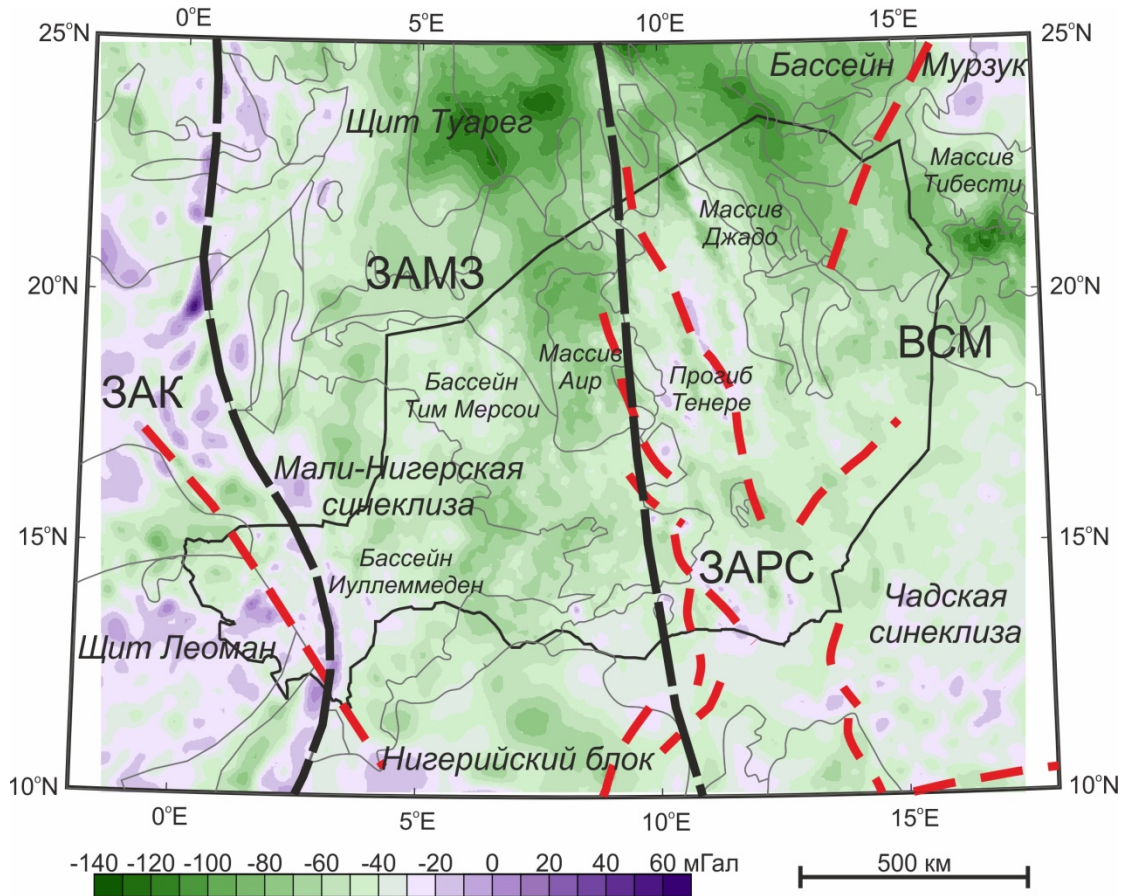 0°E 5°E 10°E 15°E
25°N 25°N
Бассейн Мурзук
Щит Туарег
Массив
Тибести
Массив
Джадо
ЗАМЗ
20°N 20°N
ВСМ
Массив
Аир
Прогиб
Тенере
Бассейн
Тим Мерсои
ЗАК
Мали-Нигерская
синеклиза
15°N 15°N
ЗАРС
Бассейн
Иуллеммеден
Чадская
синеклиза
Щит Леоман
Нигерийский блок
10°N 10°N
0°E 5°E 10°E 15°E
-140 -120 -100 -80 -60 -40 -20 0 20 40 60 мГал
500 км